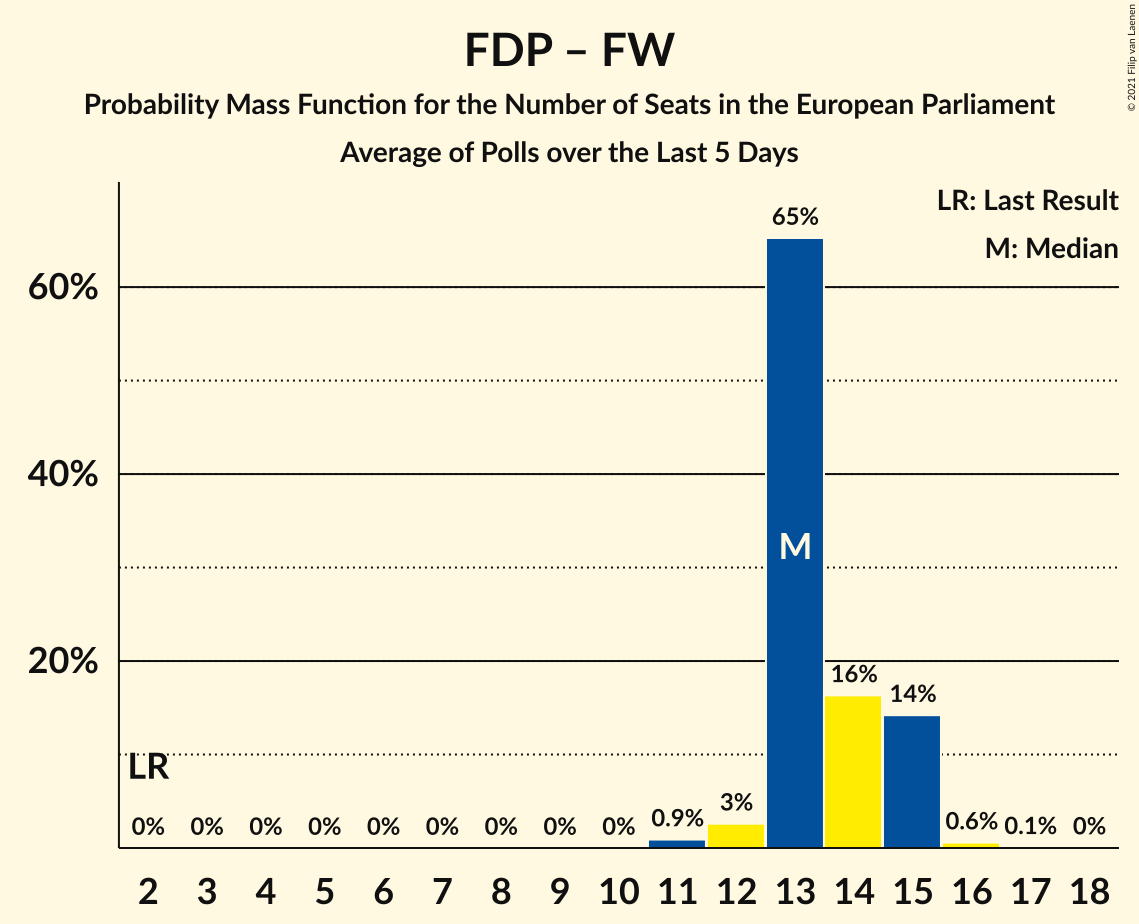 FDP – FW
Probability Mass Function for the Number of Seats in the European Parliament
Average of Polls over the Last 5 Days
© 2021 Filip van Laenen
LR: Last Result
M: Median
65%
60%
40%
M
20%
16%
14%
LR
0% 0% 0% 0% 0% 0% 0% 0% 0% 0.9% 3% 0.6% 0.1% 0%
2 3 4 5 6 7 8 9 10 11 12 13 14 15 16 17 18